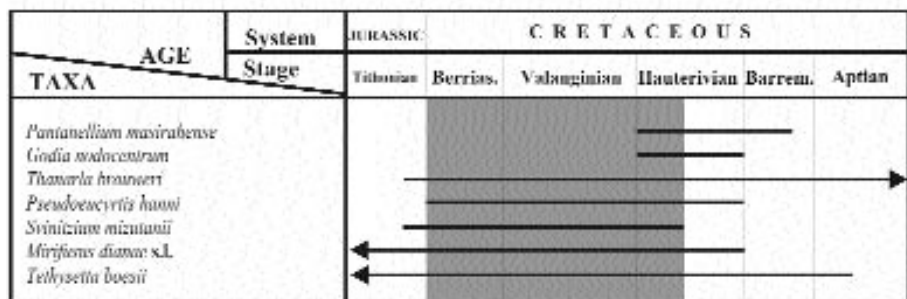 System JURASSIC CRETACEOUS
AGE
Stage Tithonian Berrias. Valanginian Hauterivian Barrem. Aptian
TAXA
Pantanellium masirahense
Godia nodocentrum
Thanarla brouweri
Pseudoeucyrtis hanni
Svinitzium mizutanii
Mirifusus dianae s.l.
Tethysetta boesii